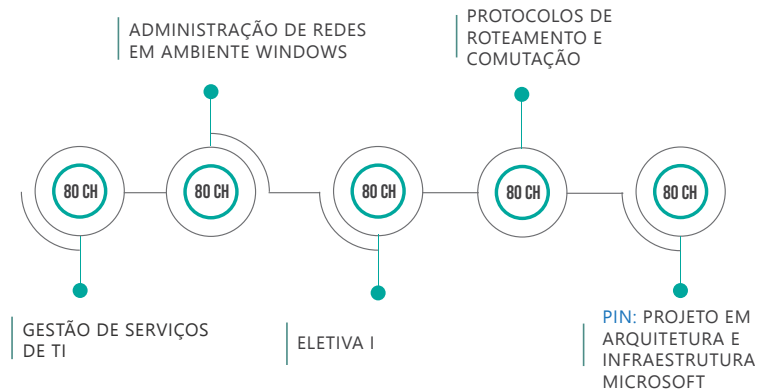 ADMINISTRAÇÃO DE REDES
EM AMBIENTE WINDOWS
PROTOCOLOS DE
ROTEAMENTO E
COMUTAÇÃO
80 CH
80 CH
80 CH
80 CH
80 CH
GESTÃO DE SERVIÇOS
DE TI
ELETIVA I
PIN: PROJETO EM
ARQUITETURA E
INFRAESTRUTURA
MICROSOFT